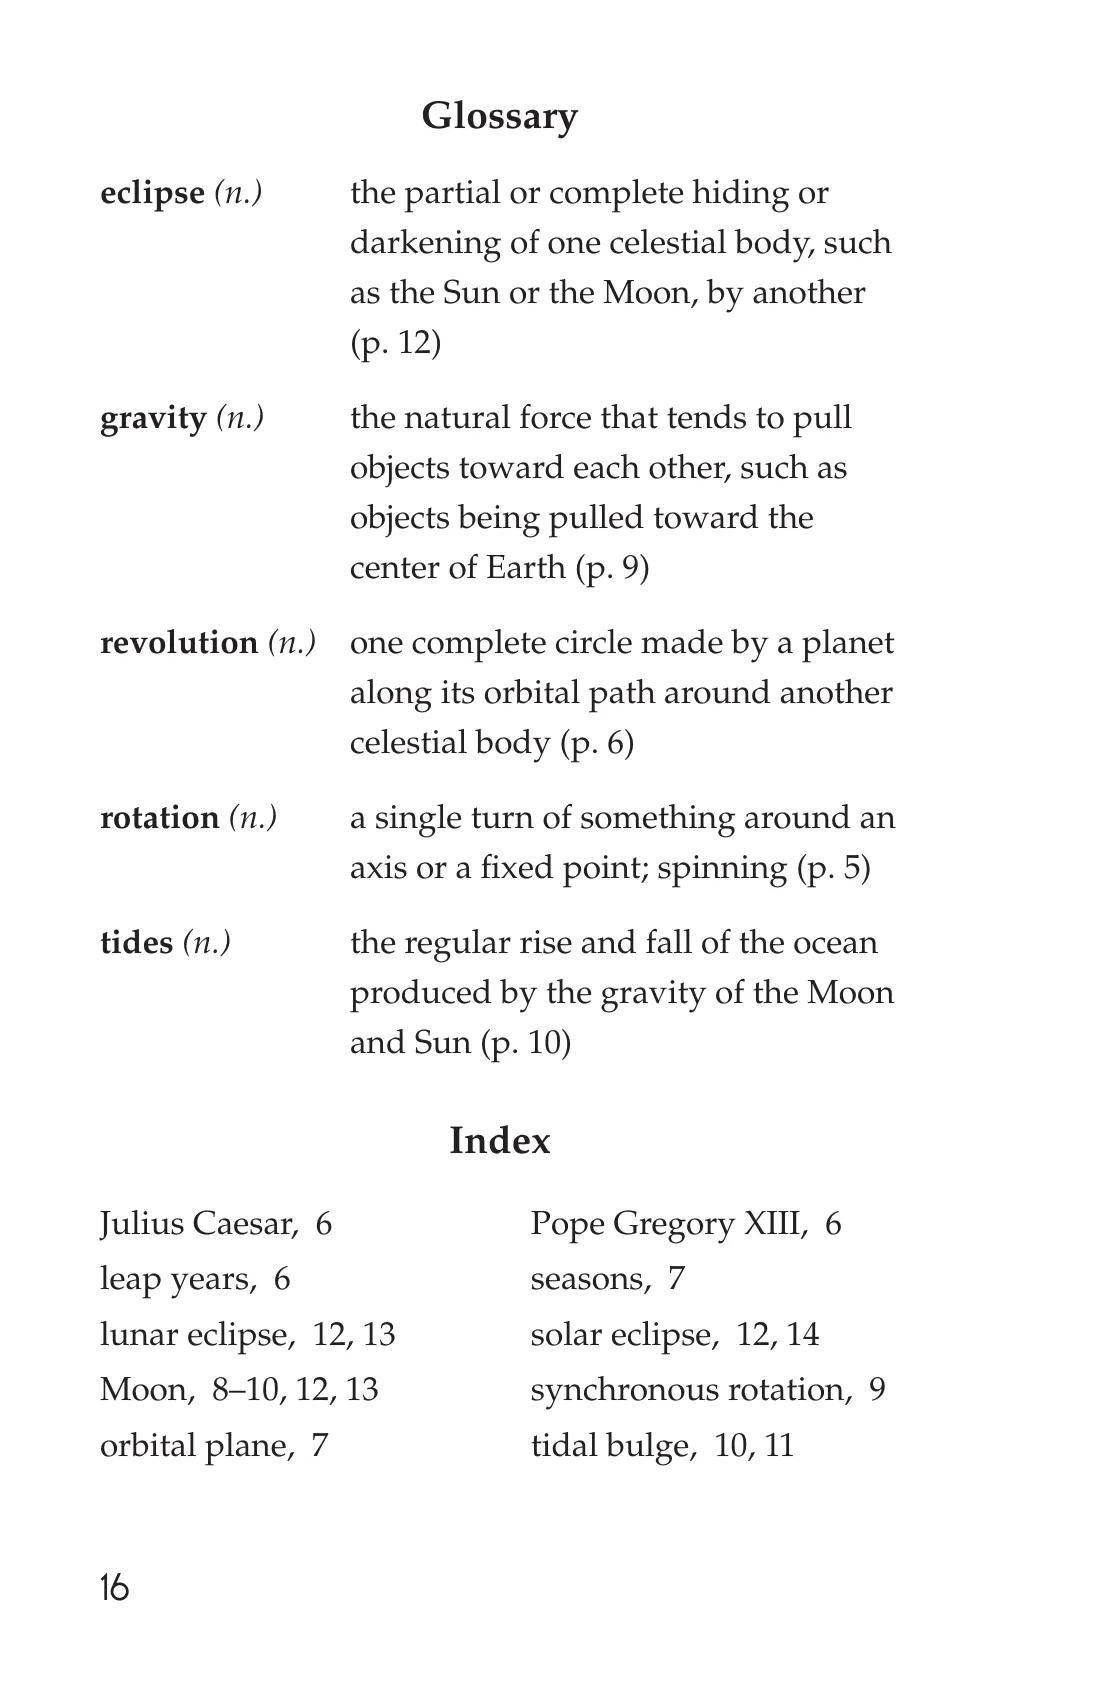 Glossary
eclipse (n.) the partial or complete hiding or
darkening of one celestial body, such
as the Sun or the Moon, by another
(p. 12)
gravity (n.) the natural force that tends to pull
objects toward each other, such as
objects being pulled toward the
center of Earth (p. 9)
revolution (n.) one complete circle made by a planet
along its orbital path around another
celestial body (p. 6)
rotation (n.) a single turn of something around an
axis or a fixed point; spinning (p. 5)
tides (n.) the regular rise and fall of the ocean
produced by the gravity of the Moon
and Sun (p. 10)
Index
Julius Caesar, 6
leap years, 6
lunar eclipse, 12, 13
Moon, 8–10, 12, 13
orbital plane, 7
Pope Gregory XIII, 6
seasons, 7
solar eclipse, 12, 14
synchronous rotation, 9
tidal bulge, 10, 11
16